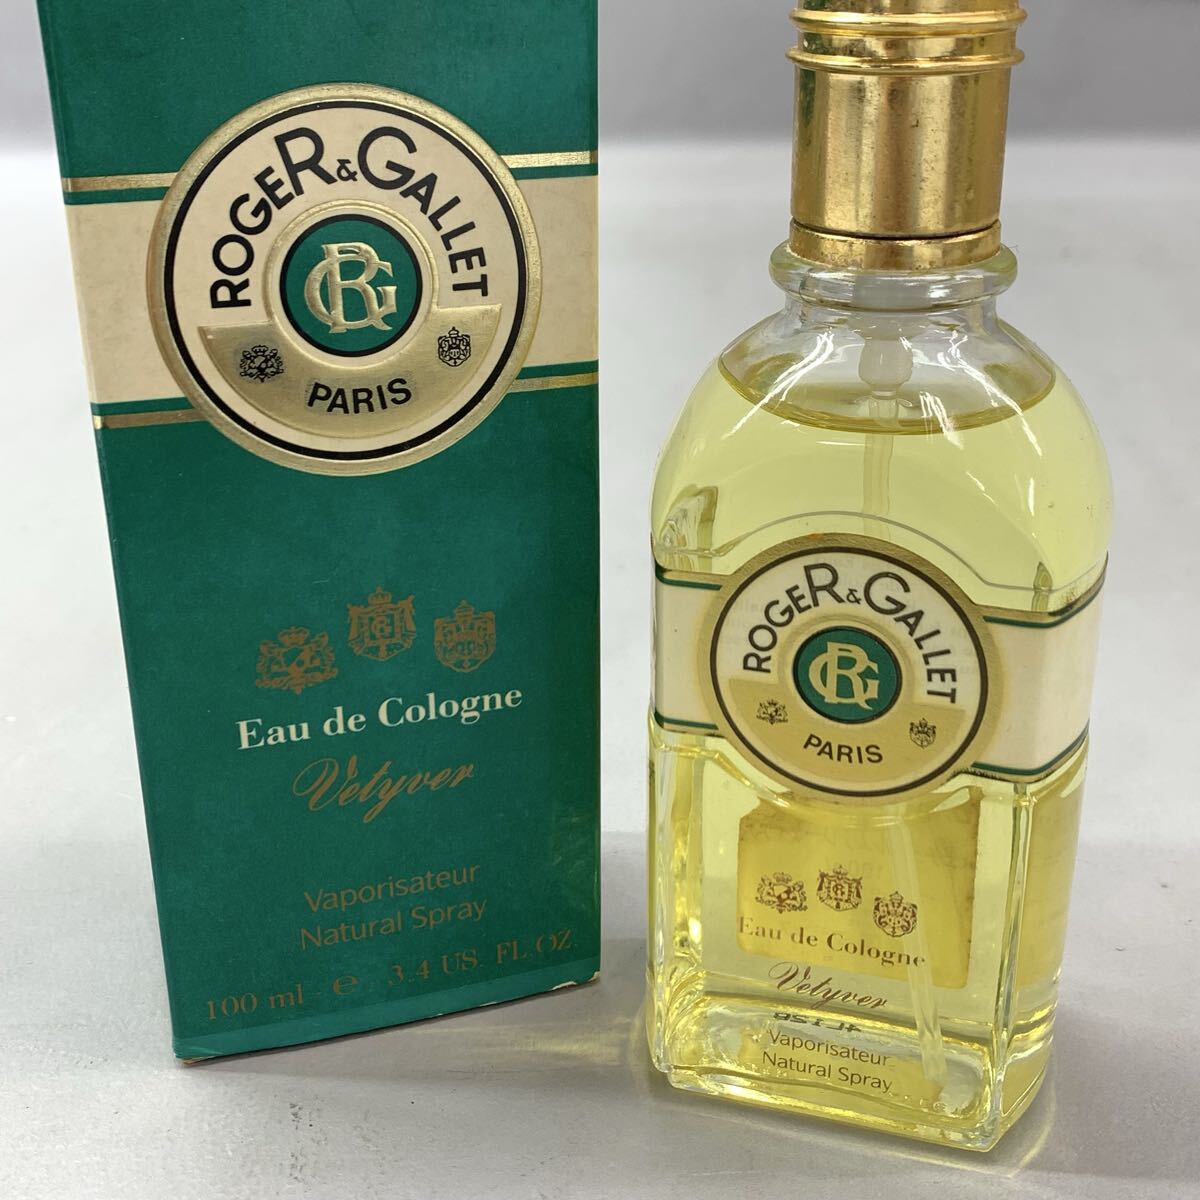 ROGER & GALLET
RG
PARIS
Eau de Cologne
Vetyver
Vaporisateur
Natural Spray
100 ml - e - 3.4 US. FL. OZ.
ROGER & GALLET
RG
PARIS
Eau de Cologne
Vetyver
4L12B
Vaporisateur
Natural Spray